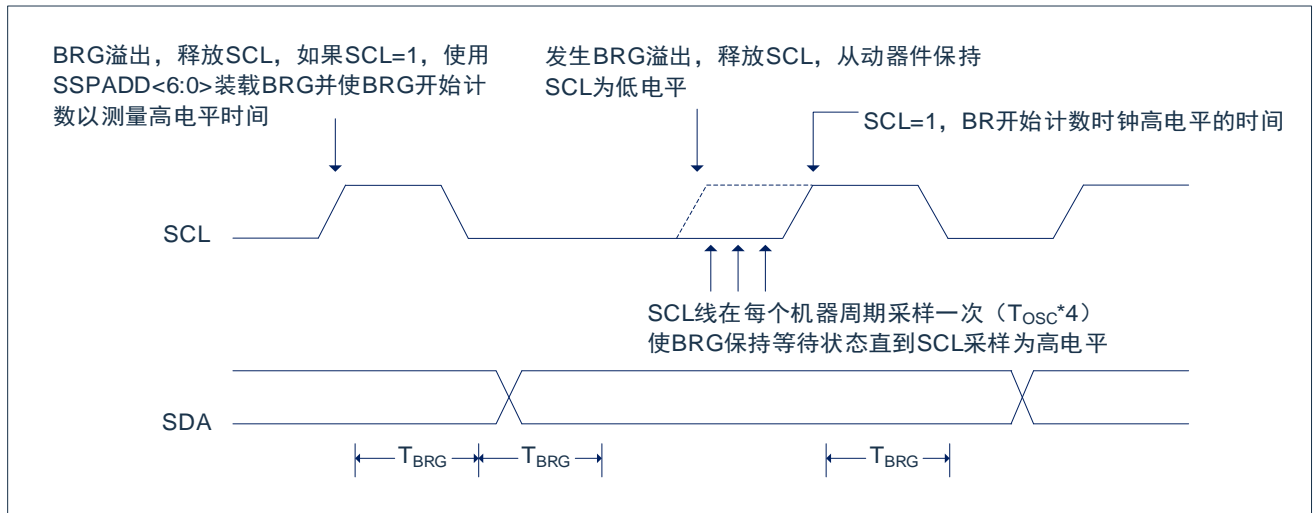 BRG溢出，释放SCL，如果SCL=1，使用
SSPADD<6:0>装载BRG并使BRG开始计
数以测量高电平时间
发生BRG溢出，释放SCL，从动器件保持
SCL为低电平
SCL=1，BR开始计数时钟高电平的时间
SCL
SCL线在每个机器周期采样一次（TOSC*4）
使BRG保持等待状态直到SCL采样为高电平
SDA
TBRG
TBRG
TBRG